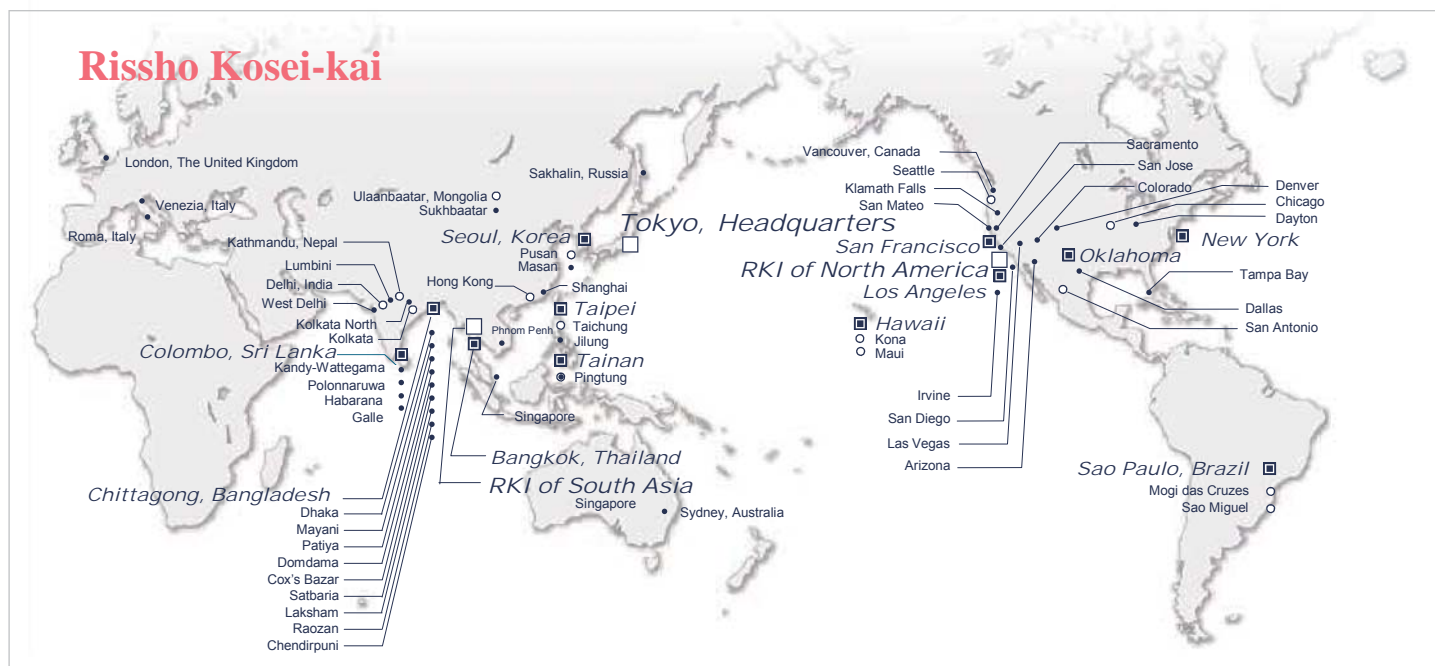 Rissho Kosei-kai
London, The United Kingdom
Venezia, Italy
Roma, Italy
Ulaanbaatar, Mongolia
Sukhbaatar
Sakhalin, Russia
Tokyo, Headquarters
Seoul, Korea
Pusan
Masan
Kathmandu, Nepal
Lumbini
Delhi, India
West Delhi
Kolkata North
Kolkata
Hong Kong
Shanghai
Taipei
Taichung
Jilung
Tainan
Pingtung
Phnom Penh
Colombo, Sri Lanka
Kandy-Wattegama
Polonnaruwa
Habarana
Galle
Singapore
Bangkok, Thailand
RKI of South Asia
Singapore
Sydney, Australia
Chittagong, Bangladesh
Dhaka
Mayani
Patiya
Domdama
Cox's Bazar
Satbaria
Laksham
Raozan
Chendirpuni
Vancouver, Canada
Seattle
Klamath Falls
San Mateo
San Francisco
RKI of North America
Los Angeles
Hawaii
Kona
Maui
Irvine
San Diego
Las Vegas
Arizona
Sacramento
San Jose
Colorado
Denver
Chicago
Dayton
New York
Oklahoma
Tampa Bay
Dallas
San Antonio
Sao Paulo, Brazil
Mogi das Cruzes
Sao Miguel